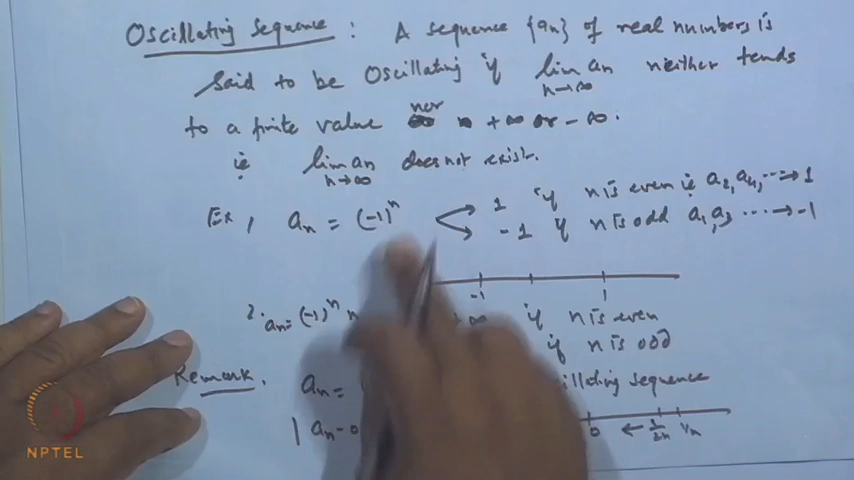 Oscillating Sequence : A sequence {an} of real numbers is
Said to be Oscillating if lim an neither tends
n→∞
to a finite value nor +∞ or -∞.
ie lim an does not exist.
n→∞
Ex, an = (-1)^n 1 if n is even ie a2,a4,...→1
-1 if n is odd a1,a3 ...→-1
-1 1
2. an=(-1)^n n +∞ if n is even
if n is odd
Remark. an = illating sequence
|an-0 0 ← 1/2n 1/n
NPTEL